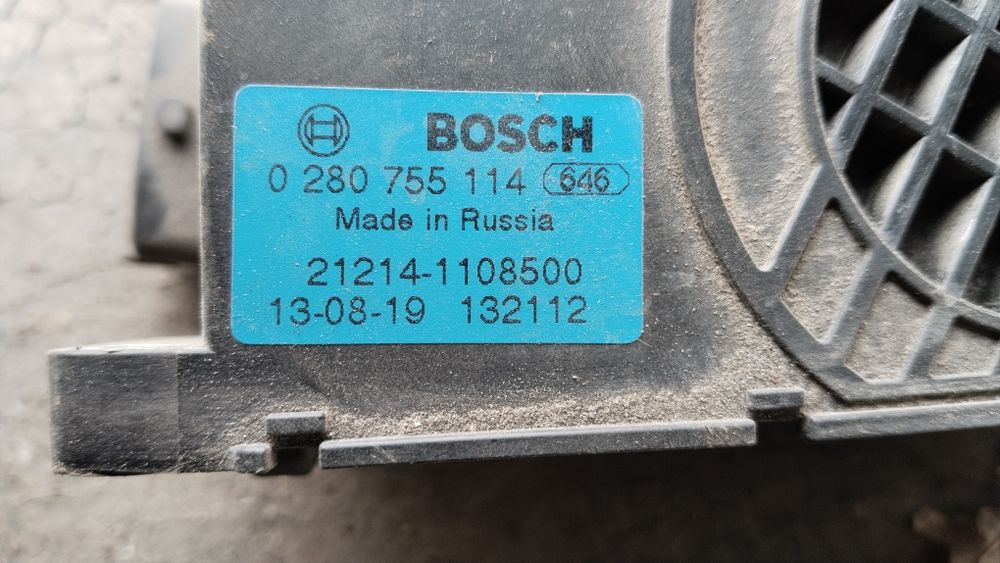 BOSCH
0 280 755 114 646
Made in Russia
21214-1108500
13-08-19 132112